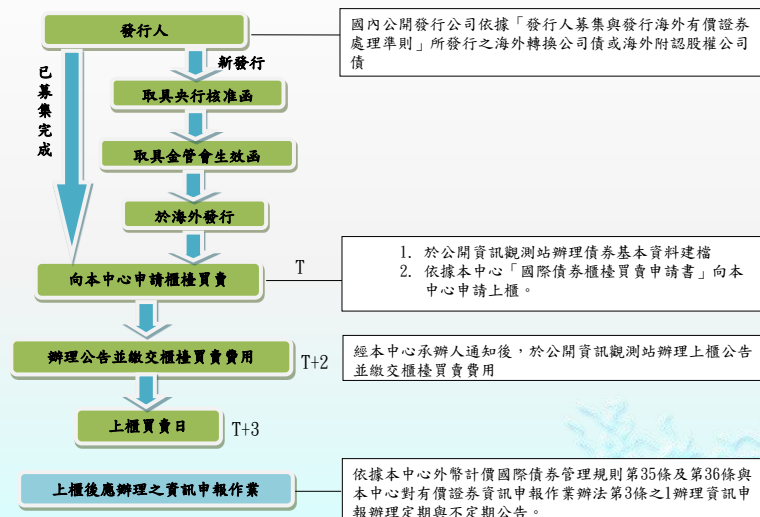 發行人
國內公開發行公司依據「發行人募集與發行海外有價證券
處理準則」所發行之海外轉換公司債或海外附認股權公司
債
新發行
已募集完成
取具央行核准函
取具金管會生效函
於海外發行
向本中心申請櫃檯買賣
T
1. 於公開資訊觀測站辦理債券基本資料建檔
2. 依據本中心「國際債券櫃檯買賣申請書」向本
中心申請上櫃。
辦理公告並繳交櫃檯買賣費用
T+2
經本中心承辦人通知後，於公開資訊觀測站辦理上櫃公告
並繳交櫃檯買賣費用
上櫃買賣日
T+3
上櫃後應辦理之資訊申報作業
依據本中心外幣計價國際債券管理規則第35條及第36條與
本中心對有價證券資訊申報作業辦法第3條之1辦理資訊申
報辦理定期與不定期公告。